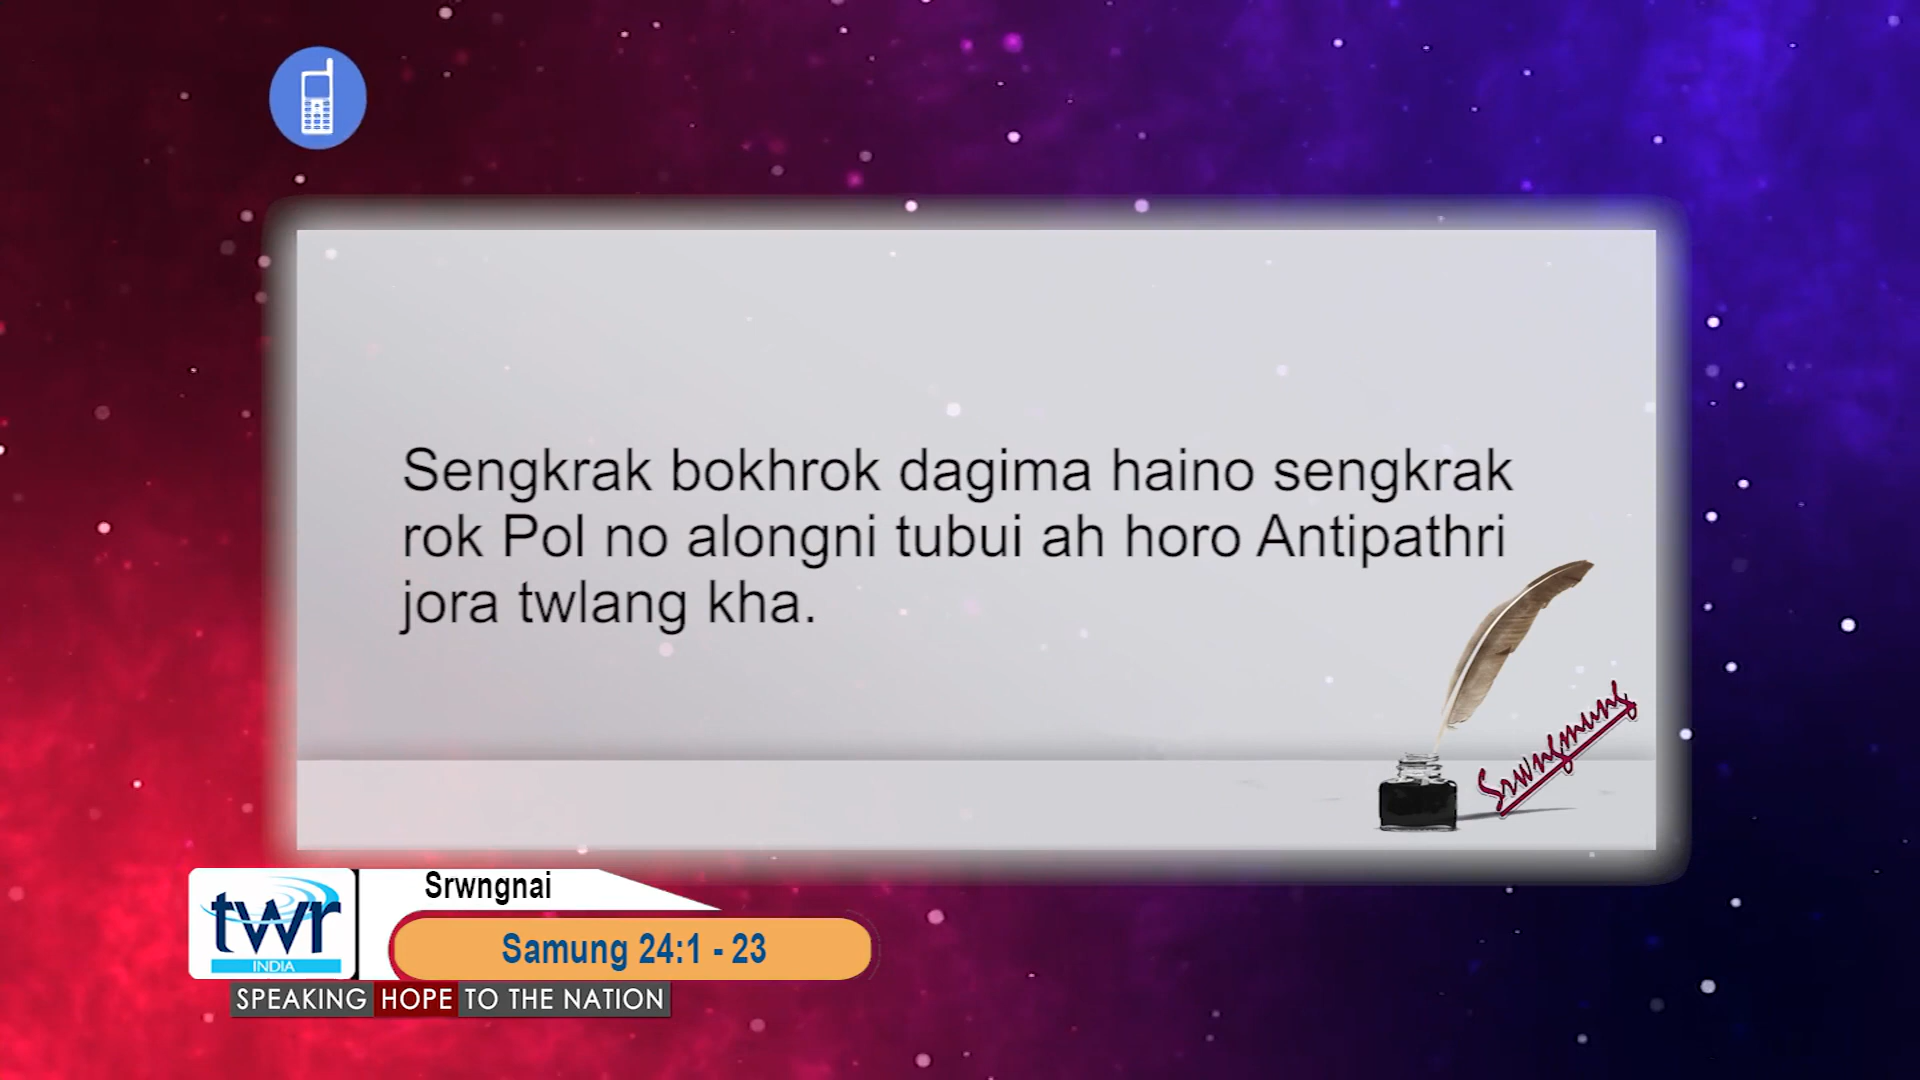 Sengkrak bokhrok dagima haino sengkrak
rok Pol no alongni tubui ah horo Antipathri
jora twlang kha.
Srwngmung
twr
INDIA
Srwngnai
Samung 24:1 - 23
SPEAKING HOPE TO THE NATION